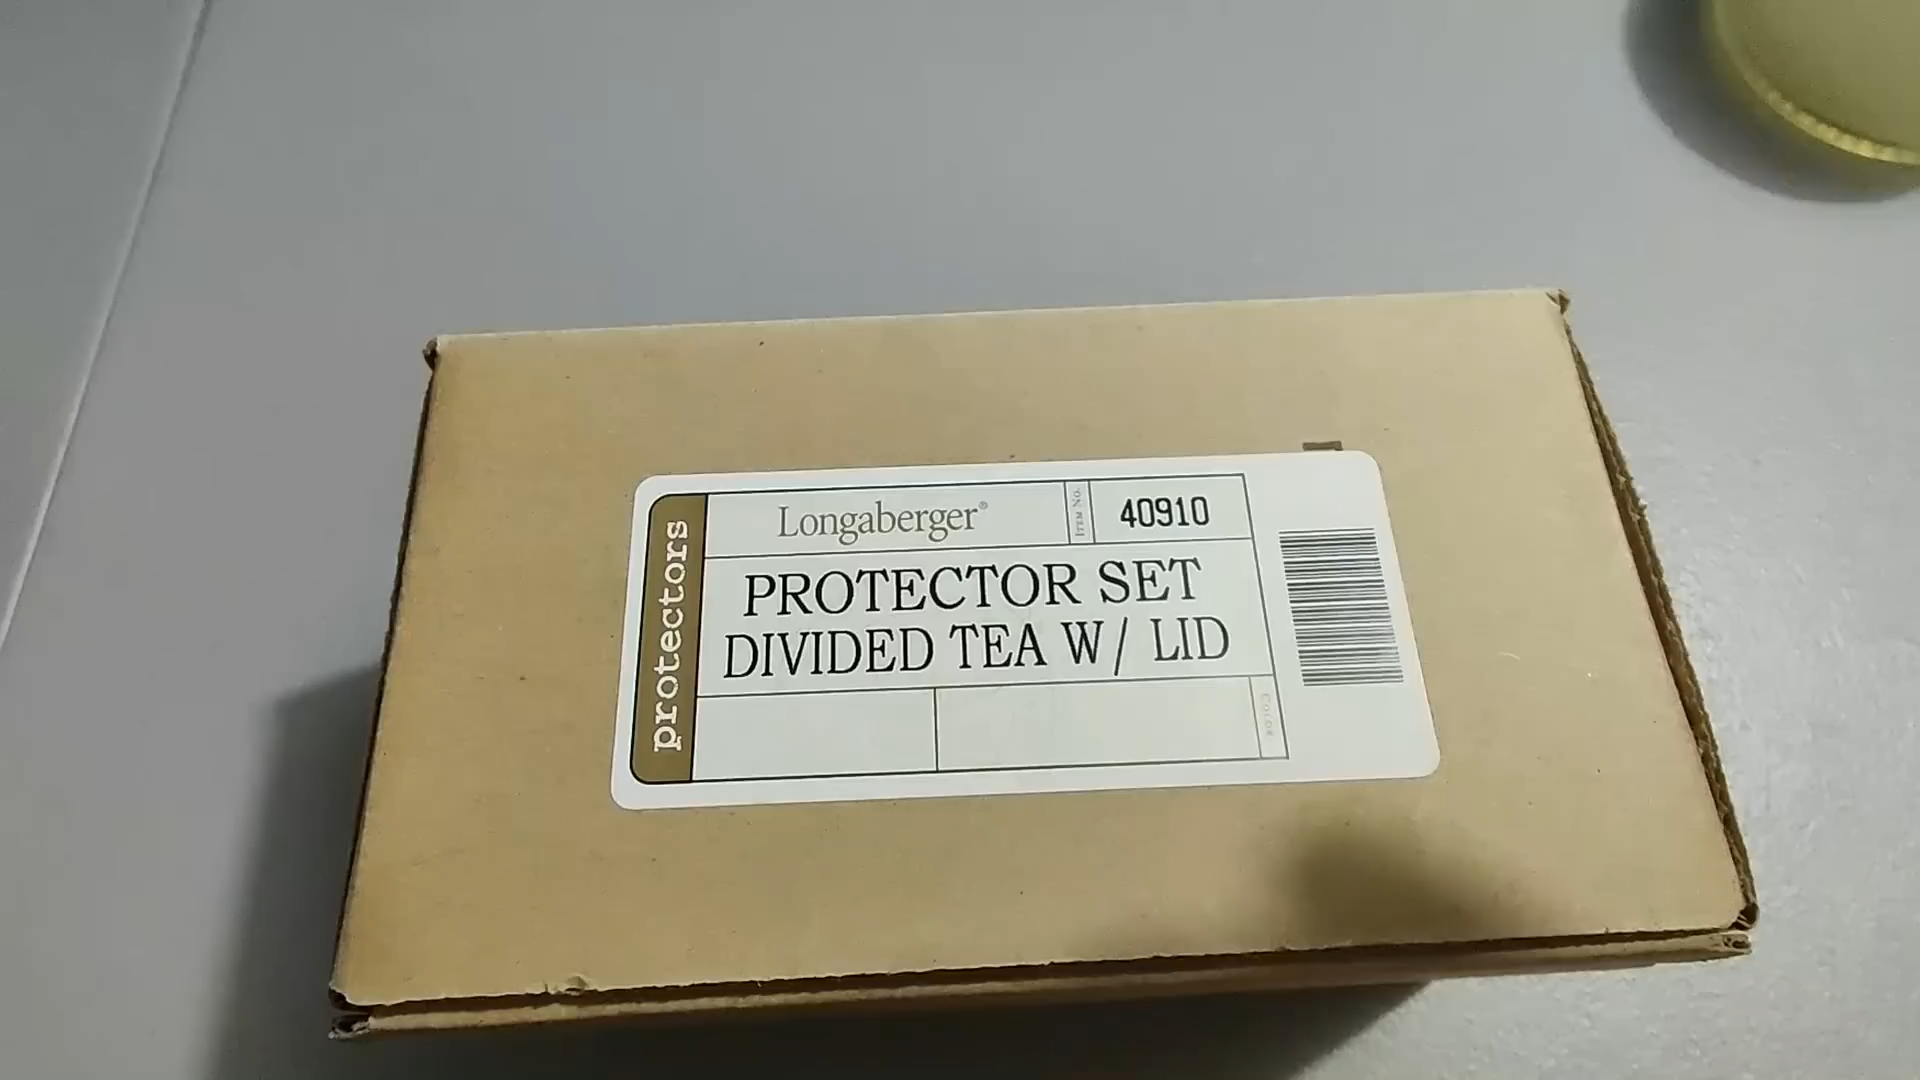 protectors
Longaberger®
ITEM No.
40910
PROTECTOR SET
DIVIDED TEA W/ LID
COLOR